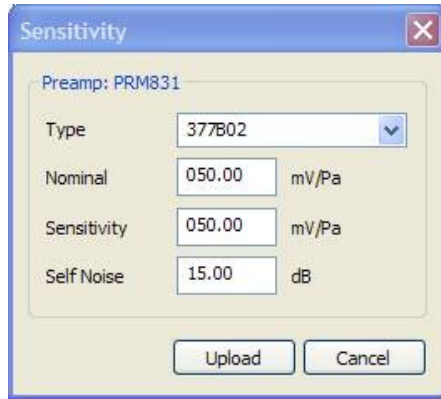 Sensitivity
Preamp: PRM831
Type 377B02
Nominal 050.00 mV/Pa
Sensitivity 050.00 mV/Pa
Self Noise 15.00 dB
Upload Cancel